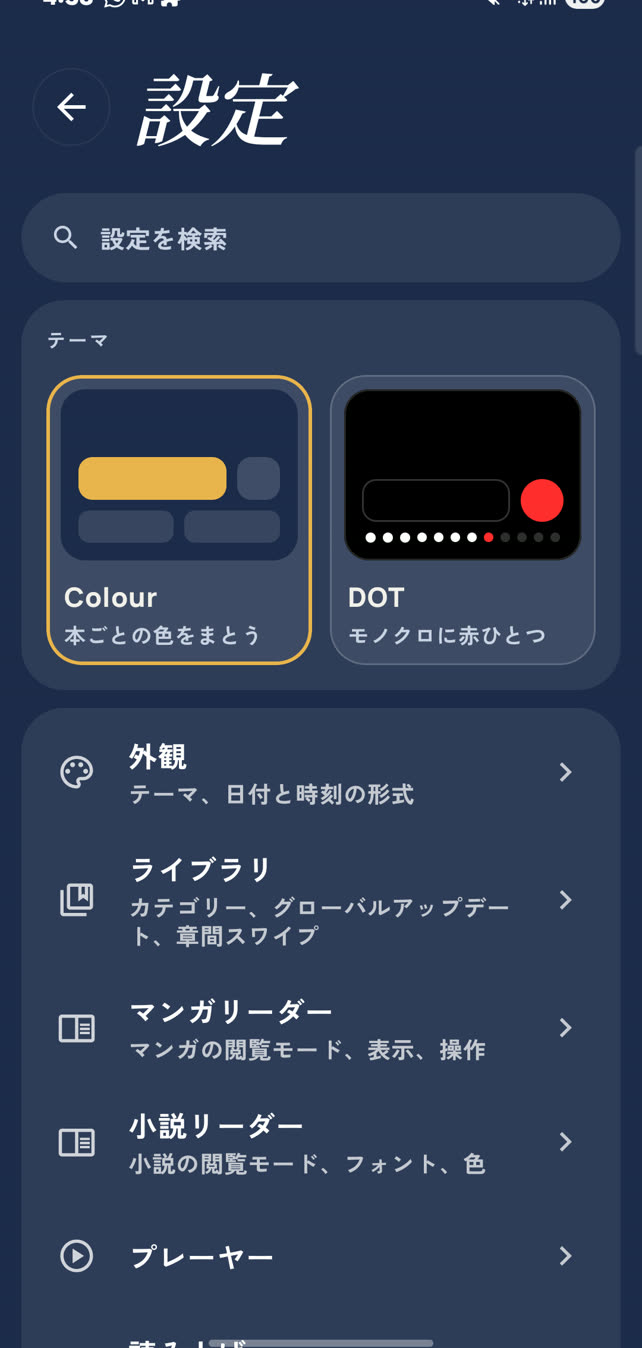 設定
設定を検索
テーマ
Colour
本ごとの色をまとう
DOT
モノクロに赤ひとつ
外観
テーマ、日付と時刻の形式
ライブラリ
カテゴリー、グローバルアップデー
ト、章間スワイプ
マンガリーダー
マンガの閲覧モード、表示、操作
小説リーダー
小説の閲覧モード、フォント、色
プレーヤー